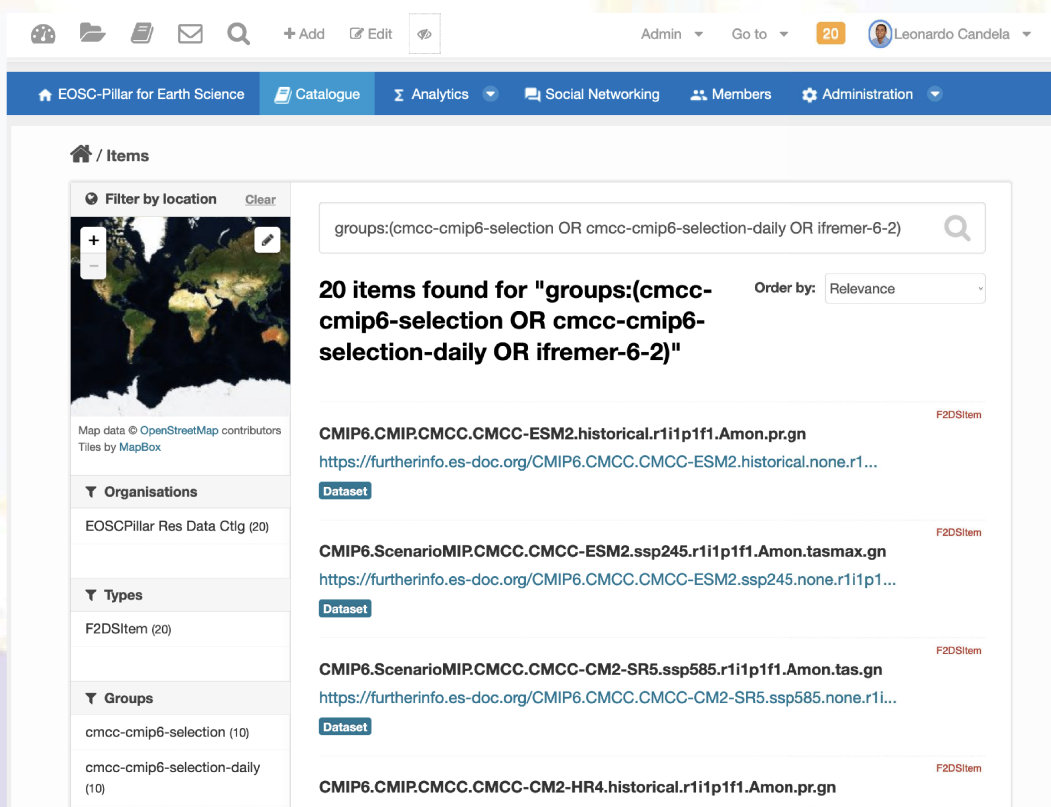 Add Edit Admin Go to 20 Leonardo Candela
EOSC-Pillar for Earth Science Catalogue Σ Analytics Social Networking Members Administration
/ Items
Filter by location Clear
+
−
Map data © OpenStreetMap contributors
Tiles by MapBox
Organisations
EOSCPillar Res Data Ctlg (20)
Types
F2DSItem (20)
Groups
cmcc-cmip6-selection (10)
cmcc-cmip6-selection-daily
(10)
groups:(cmcc-cmip6-selection OR cmcc-cmip6-selection-daily OR ifremer-6-2)
20 items found for "groups:(cmcc-
cmip6-selection OR cmcc-cmip6-
selection-daily OR ifremer-6-2)"
Order by: Relevance
F2DSItem
CMIP6.CMIP.CMCC.CMCC-ESM2.historical.r1i1p1f1.Amon.pr.gn
https://furtherinfo.es-doc.org/CMIP6.CMCC.CMCC-ESM2.historical.none.r1...
Dataset
F2DSItem
CMIP6.ScenarioMIP.CMCC.CMCC-ESM2.ssp245.r1i1p1f1.Amon.tasmax.gn
https://furtherinfo.es-doc.org/CMIP6.CMCC.CMCC-ESM2.ssp245.none.r1i1p1...
Dataset
F2DSItem
CMIP6.ScenarioMIP.CMCC.CMCC-CM2-SR5.ssp585.r1i1p1f1.Amon.tas.gn
https://furtherinfo.es-doc.org/CMIP6.CMCC.CMCC-CM2-SR5.ssp585.none.r1i...
Dataset
F2DSItem
CMIP6.CMIP.CMCC.CMCC-CM2-HR4.historical.r1i1p1f1.Amon.pr.gn